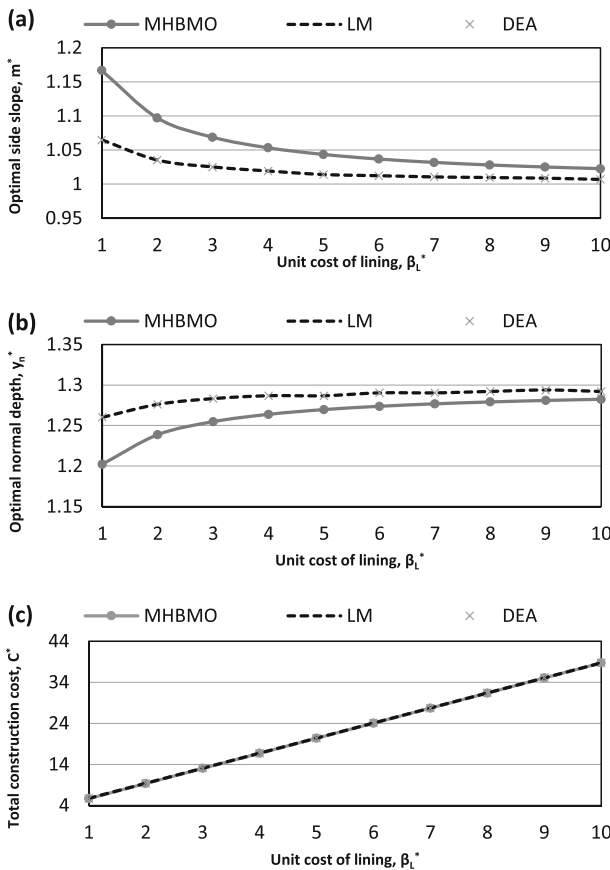 (a)
MHBMO LM DEA
Optimal side slope, m*
1.2
1.15
1.1
1.05
1
0.95
1 2 3 4 5 6 7 8 9 10
Unit cost of lining, βL*
(b)
MHBMO LM DEA
Optimal normal depth, yn*
1.35
1.3
1.25
1.2
1.15
1 2 3 4 5 6 7 8 9 10
Unit cost of lining, βL*
(c)
MHBMO LM DEA
Total construction cost, C*
44
34
24
14
4
1 2 3 4 5 6 7 8 9 10
Unit cost of lining, βL*